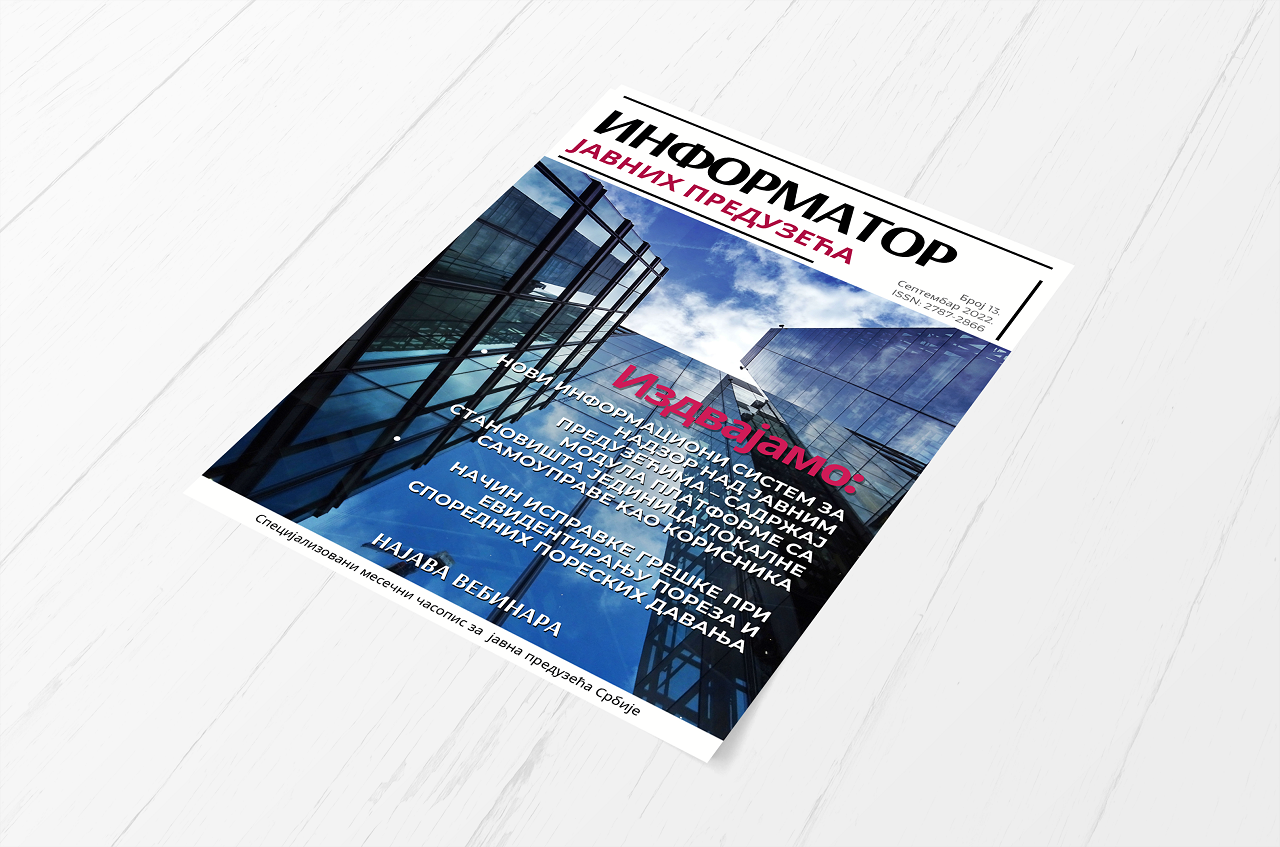 ИНФОРМАТОР
ЈАВНИХ ПРЕДУЗЕЋА
Број 13.
Септембар 2022.
ISSN: 2787-2866
Издвајамо:
НОВИ ИНФОРМАЦИОНИ СИСТЕМ ЗА
НАДЗОР НАД ЈАВНИМ
ПРЕДУЗЕЋИМА – САДРЖАЈ
МОДУЛА ПЛАТФОРМЕ СА
СТАНОВИШТА ЈЕДИНИЦА ЛОКАЛНЕ
САМОУПРАВЕ КАО КОРИСНИКА
НАЧИН ИСПРАВКЕ ГРЕШКЕ ПРИ
ЕВИДЕНТИРАЊУ ПОРЕЗА И
СПОРЕДНИХ ПОРЕСКИХ ДАВАЊА
НАЈАВА ВЕБИНАРА
Специјализовани месечни часопис за јавна предузећа Србије